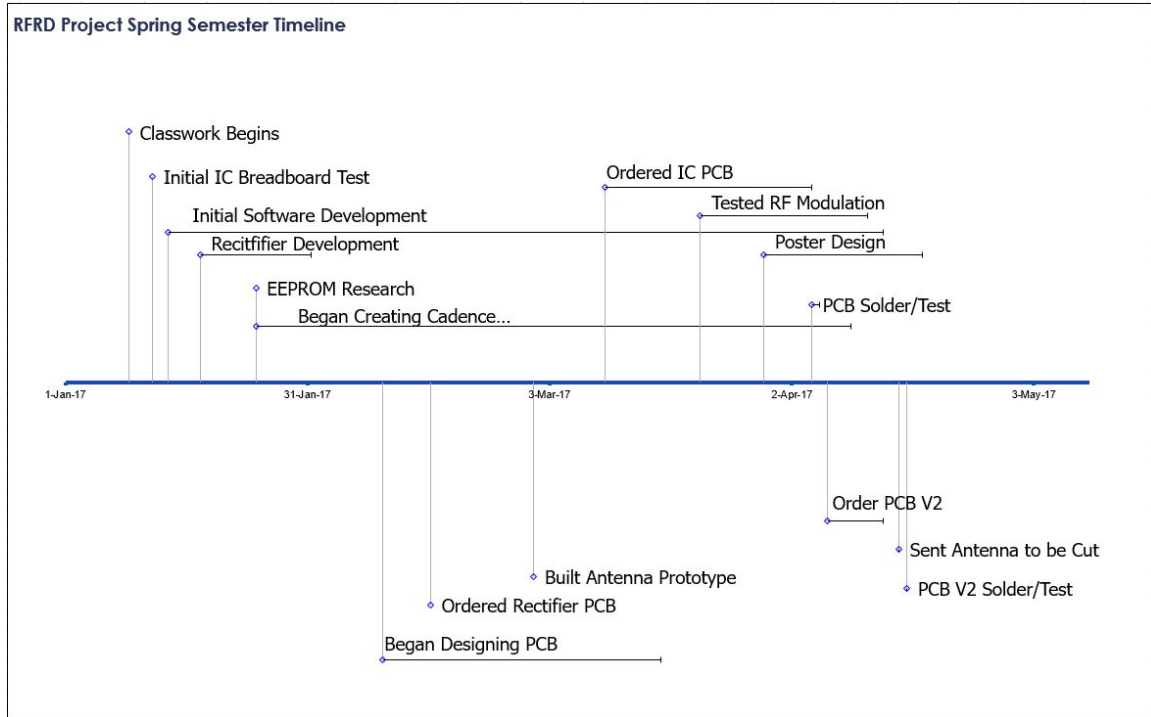 RFRD Project Spring Semester Timeline
Classwork Begins
Initial IC Breadboard Test
Ordered IC PCB
Tested RF Modulation
Initial Software Development
Recitfifier Development
Poster Design
EEPROM Research
PCB Solder/Test
Began Creating Cadence...
1-Jan-17
31-Jan-17
3-Mar-17
2-Apr-17
3-May-17
Order PCB V2
Sent Antenna to be Cut
Built Antenna Prototype
PCB V2 Solder/Test
Ordered Rectifier PCB
Began Designing PCB